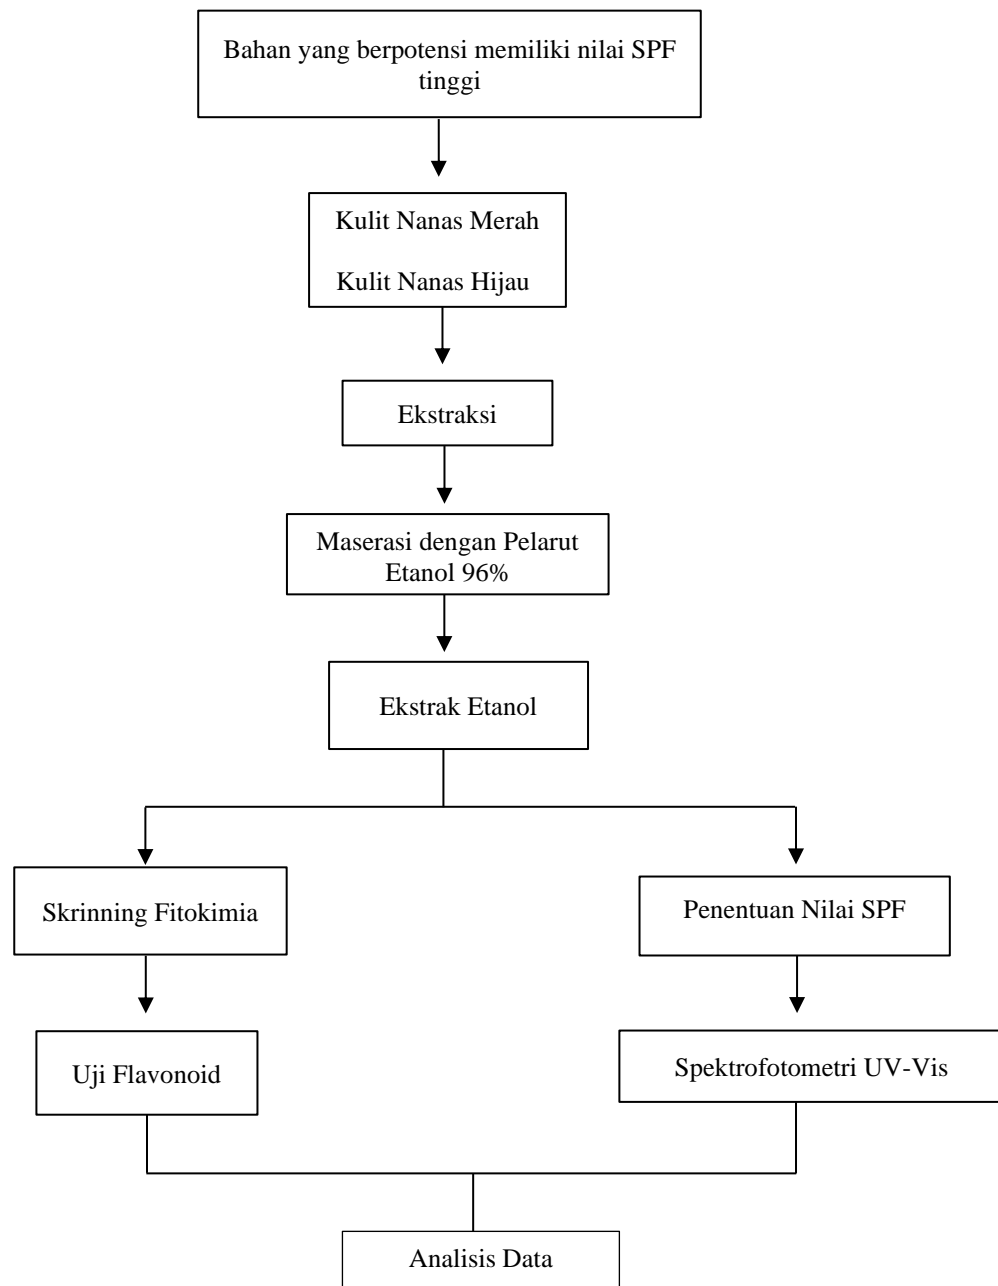 Bahan yang berpotensi memiliki nilai SPF
tinggi
Kulit Nanas Merah
Kulit Nanas Hijau
Ekstraksi
Maserasi dengan Pelarut
Etanol 96%
Ekstrak Etanol
Skrinning Fitokimia
Penentuan Nilai SPF
Uji Flavonoid
Spektrofotometri UV-Vis
Analisis Data